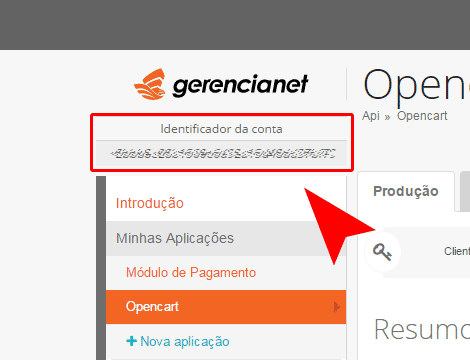 gerencianet
Openc
Api » Opencart
Identificador da conta
Introdução
Minhas Aplicações
Módulo de Pagamento
Opencart
+ Nova aplicação
Produção
Client
Resumo